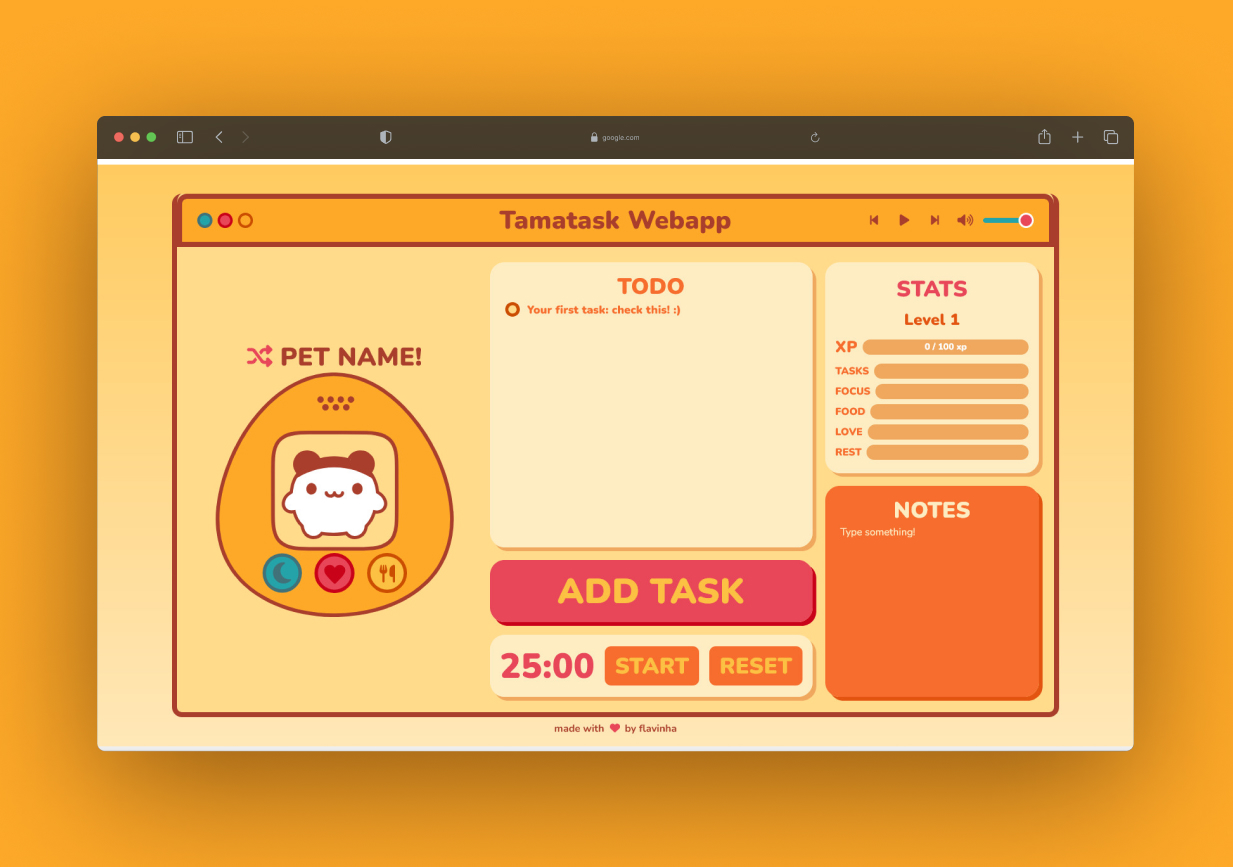 google.com
Tamatask Webapp
PET NAME!
TODO
Your first task: check this! :)
ADD TASK
25:00 START RESET
STATS
Level 1
XP 0 / 100 xp
TASKS
FOCUS
FOOD
LOVE
REST
NOTES
Type something!
made with ❤ by flavinha